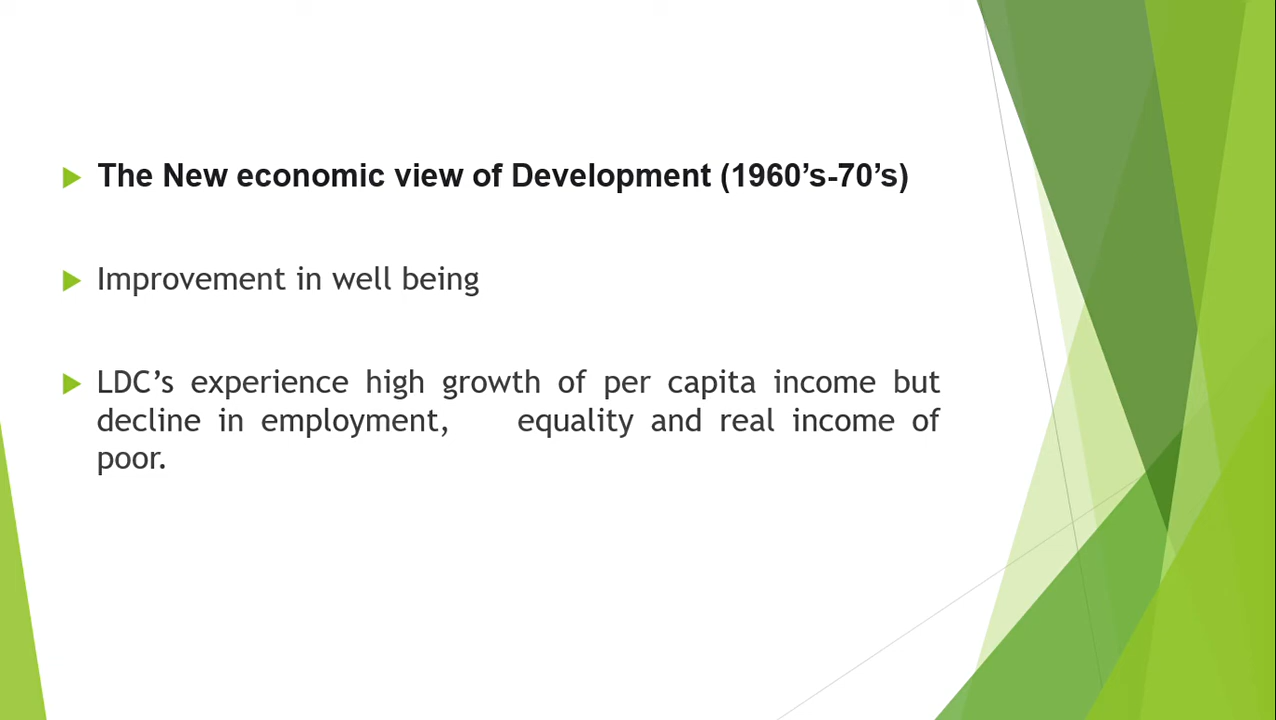 The New economic view of Development (1960’s-70’s)
Improvement in well being
LDC’s experience high growth of per capita income but
decline in employment, equality and real income of
poor.